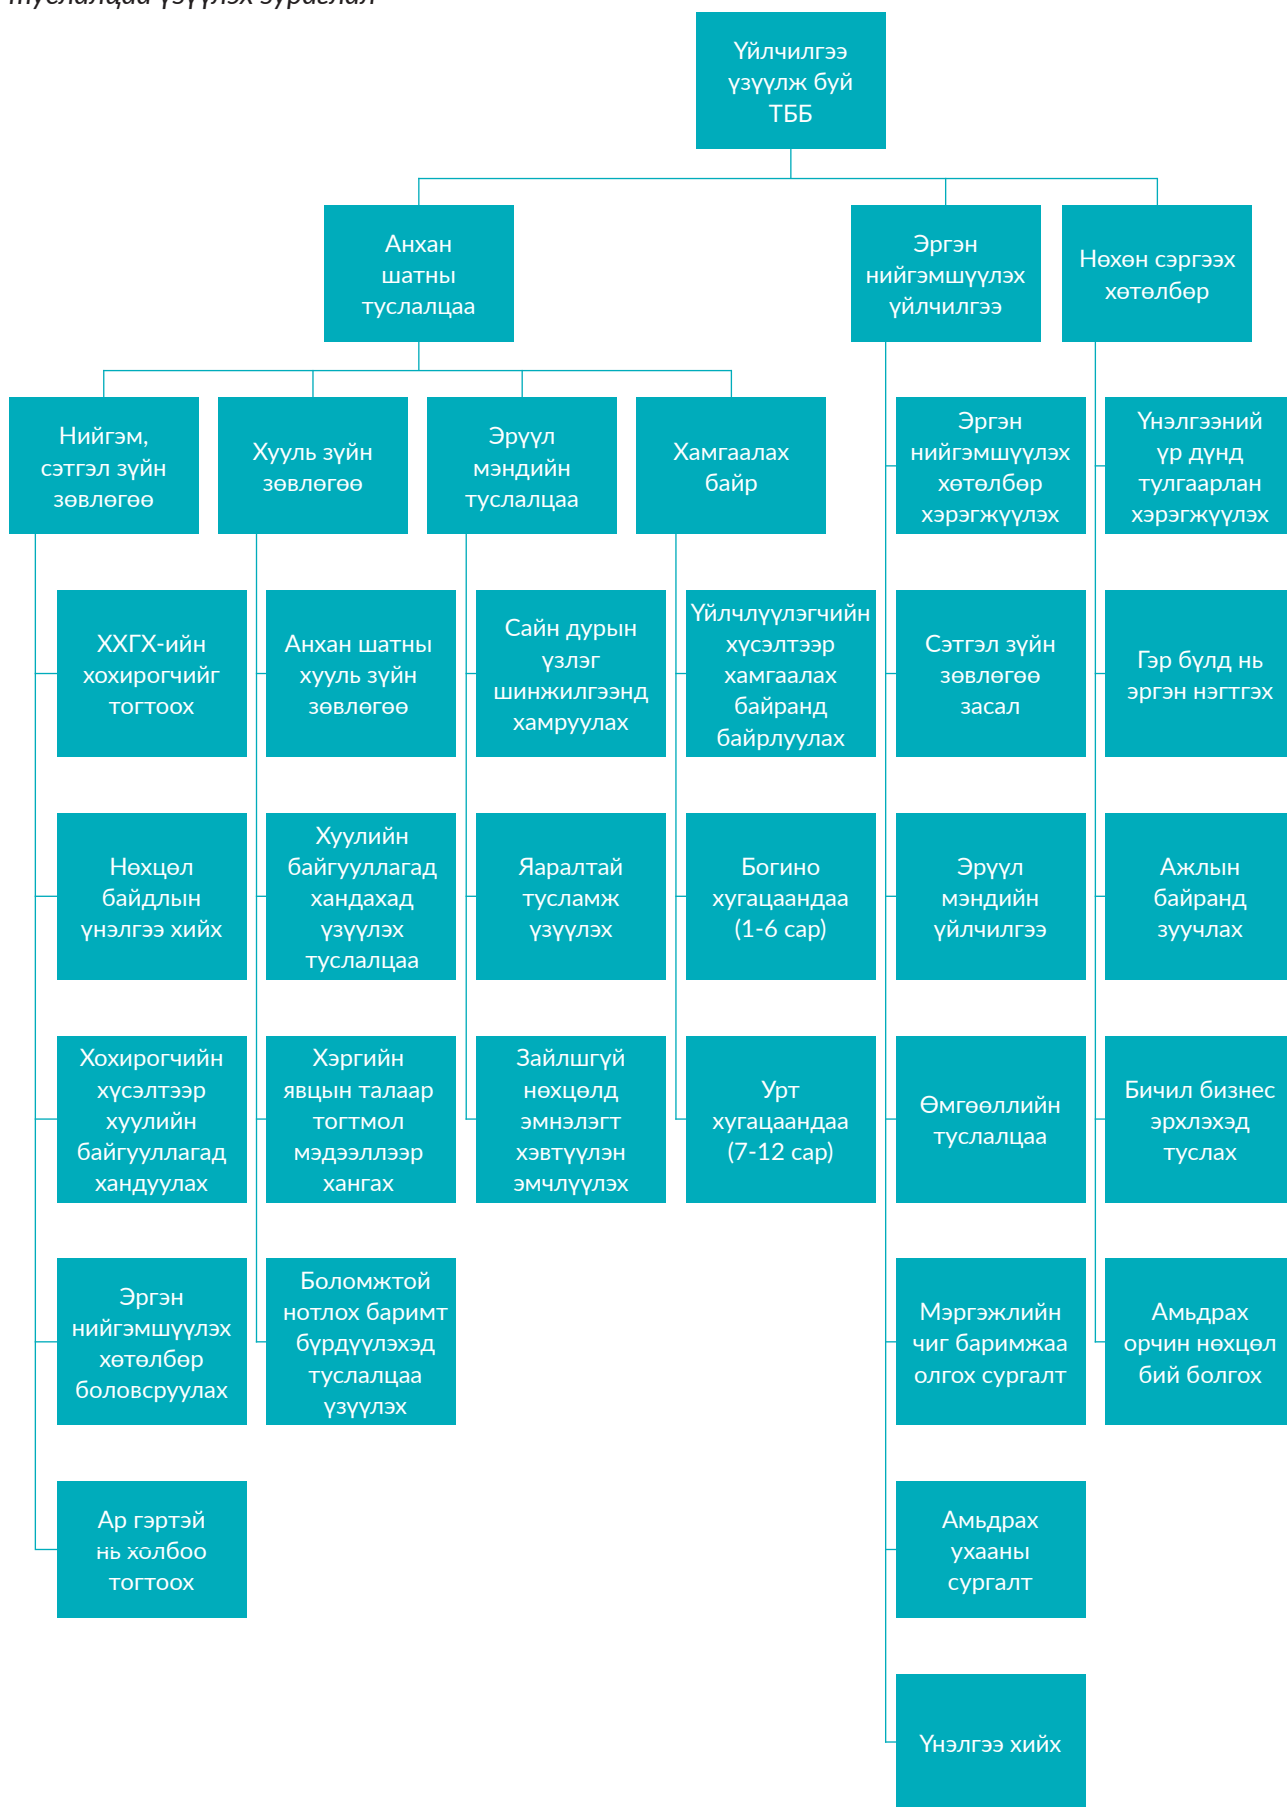 туслалцаа үзүүлэх зураглал
Үйлчилгээ
үзүүлж буй
ТББ
Анхан
шатны
туслалцаа
Эргэн
нийгэмшүүлэх
үйлчилгээ
Нөхөн сэргээх
хөтөлбөр
Нийгэм,
сэтгэл зүйн
зөвлөгөө
Хууль зүйн
зөвлөгөө
Эрүүл
мэндийн
туслалцаа
Хамгаалах
байр
Эргэн
нийгэмшүүлэх
хөтөлбөр
хэрэгжүүлэх
Үнэлгээний
үр дүнд
тулгаарлан
хэрэгжүүлэх
ХХГХ-ийн
хохирогчийг
тогтоох
Анхан шатны
хууль зүйн
зөвлөгөө
Сайн дурын
үзлэг
шинжилгээнд
хамруулах
Үйлчлүүлэгчийн
хүсэлтээр
хамгаалах
байранд
байрлуулах
Сэтгэл зүйн
зөвлөгөө
засал
Гэр бүлд нь
эргэн нэгтгэх
Нөхцөл
байдлын
үнэлгээ хийх
Хуулийн
байгууллагад
хандахад
үзүүлэх
туслалцаа
Яаралтай
тусламж
үзүүлэх
Богино
хугацаандаа
(1-6 сар)
Эрүүл
мэндийн
үйлчилгээ
Ажлын
байранд
зуучлах
Хохирогчийн
хүсэлтээр
хуулийн
байгууллагад
хандуулах
Хэргийн
явцын талаар
тогтмол
мэдээллээр
хангах
Зайлшгүй
нөхцөлд
эмнэлэгт
хэвтүүлэн
эмчлүүлэх
Урт
хугацаандаа
(7-12 сар)
Өмгөөллийн
туслалцаа
Бичил бизнес
эрхлэхэд
туслах
Эргэн
нийгэмшүүлэх
хөтөлбөр
боловсруулах
Боломжтой
нотлох баримт
бүрдүүлэхэд
туслалцаа
үзүүлэх
Мэргэжлийн
чиг баримжаа
олгох сургалт
Амьдрах
орчин нөхцөл
бий болгох
Ар гэртэй
нь холбоо
тогтоох
Амьдрах
ухааны
сургалт
Үнэлгээ хийх